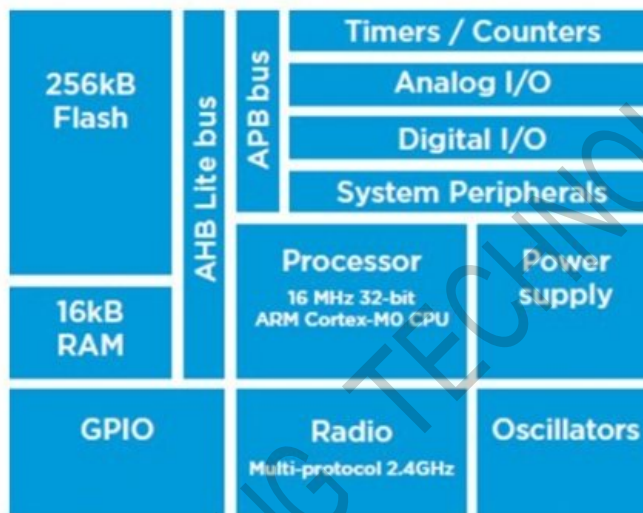 256kB
Flash
16kB
RAM
AHB Lite bus
APB bus
Timers / Counters
Analog I/O
Digital I/O
System Peripherals
Processor
16 MHz 32-bit
ARM Cortex-M0 CPU
Power
supply
GPIO
Radio
Multi-protocol 2.4GHz
Oscillators